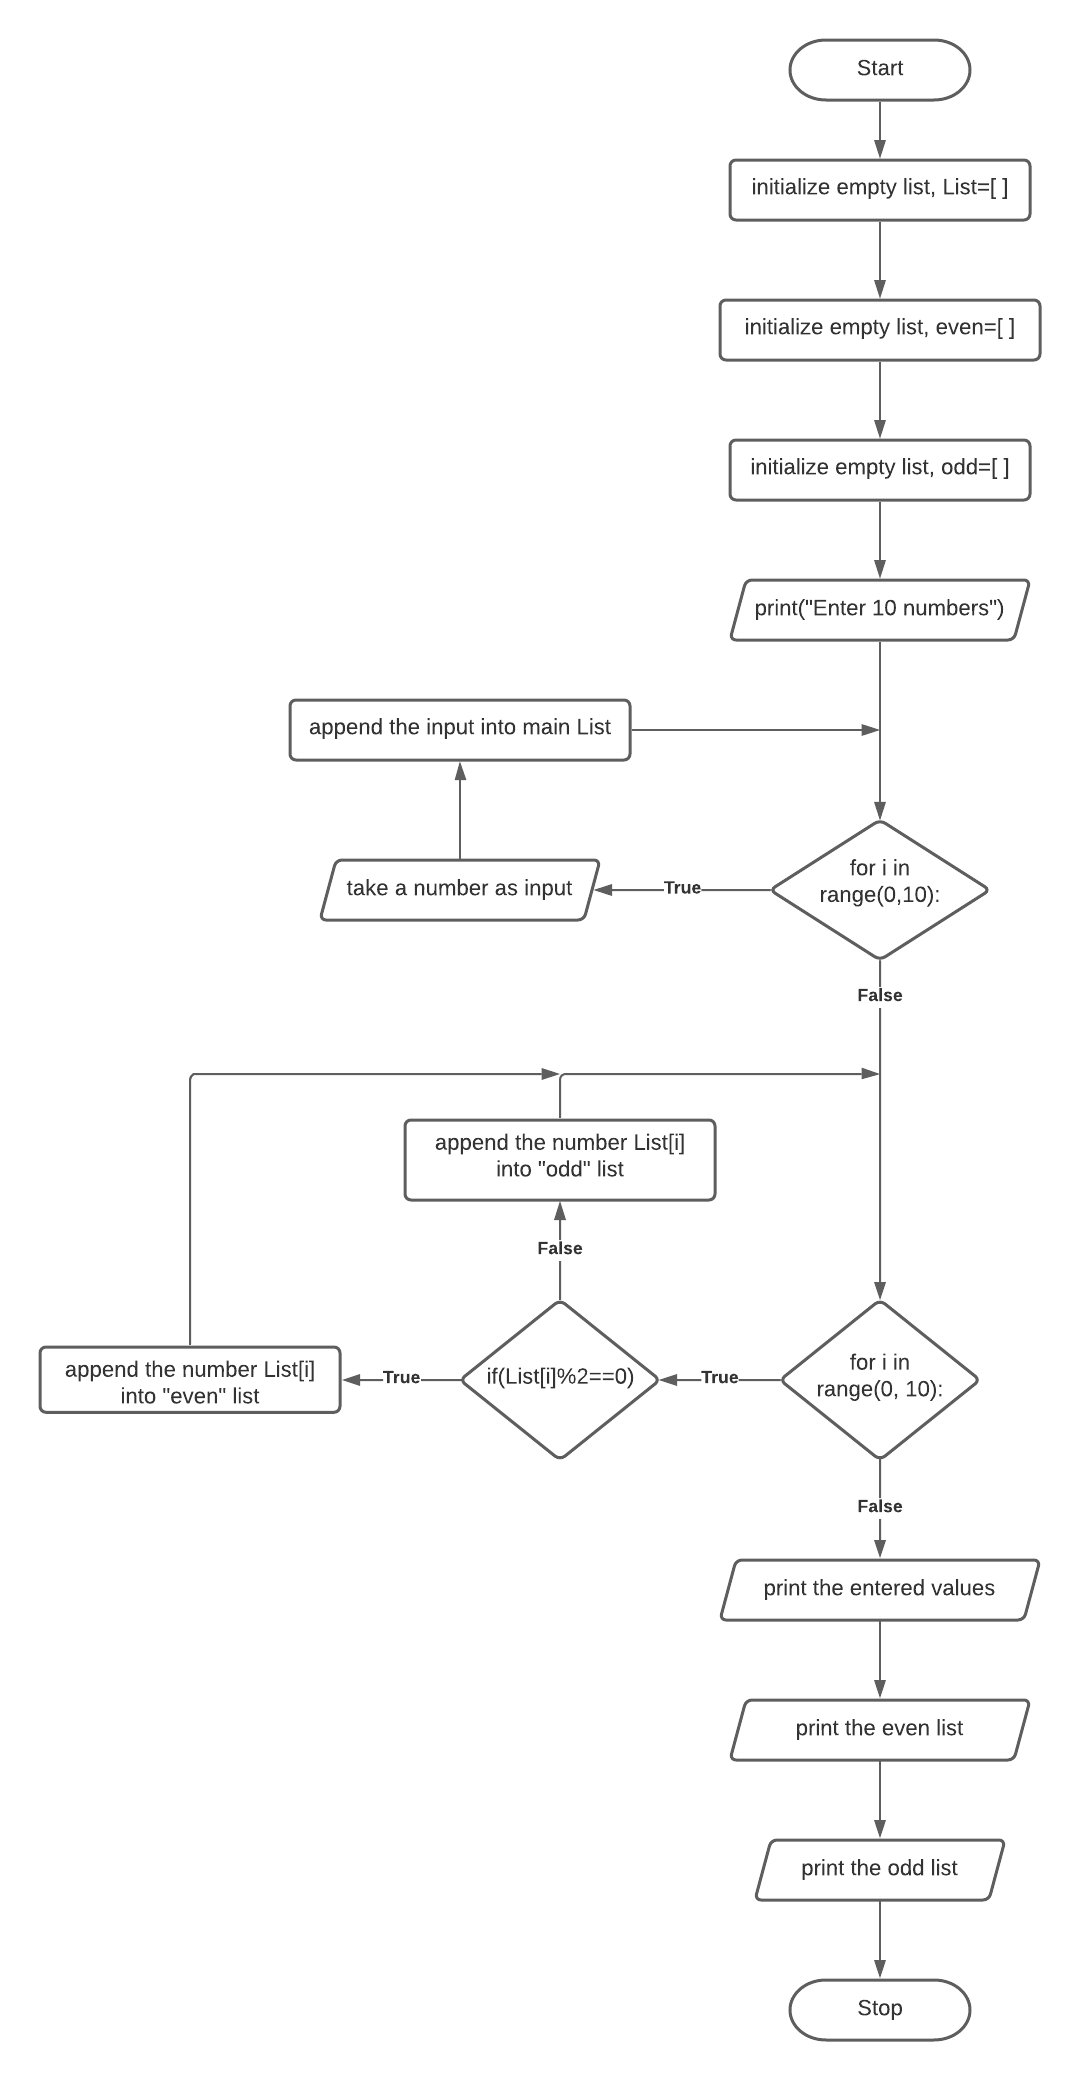 Start
initialize empty list, List=[ ]
initialize empty list, even=[ ]
initialize empty list, odd=[ ]
print("Enter 10 numbers")
append the input into main List
for i in
range(0,10):
True
take a number as input
False
append the number List[i]
into "odd" list
False
for i in
range(0, 10):
True
if(List[i]%2==0)
True
append the number List[i]
into "even" list
False
print the entered values
print the even list
print the odd list
Stop